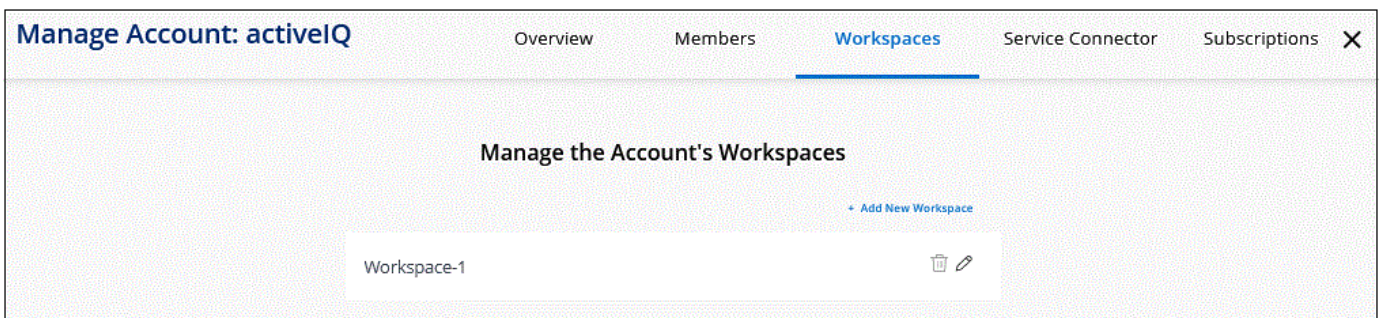 Manage Account: activeIQ
Overview Members Workspaces Service Connector Subscriptions
Manage the Account's Workspaces
+ Add New Workspace
Workspace-1